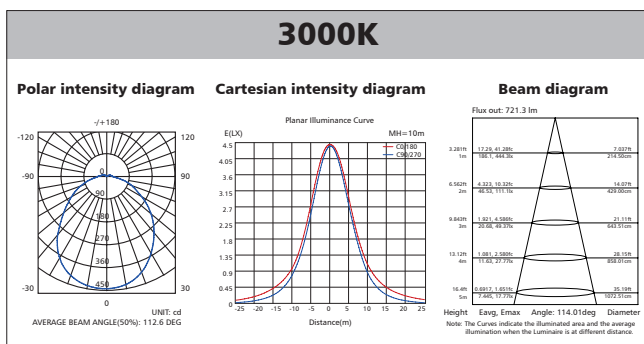 3000K
Polar intensity diagram
Cartesian intensity diagram
Beam diagram
-/+180
-120
120
-90
90
-30
30
0
0
90
180
270
360
450
UNIT: cd
AVERAGE BEAM ANGLE(50%): 112.6 DEG
Planar Illuminance Curve
E(LX)
MH=10m
C0/180
C90/270
4.5
4.05
3.6
3.15
2.7
2.25
1.8
1.35
0.9
0.45
0
-25 -20 -15 -10 -5 0 5 10 15 20 25
Distance(m)
Flux out: 721.3 lm
3.281ft 17.29, 41.28fc 7.037ft
1m 186.1, 444.3lx 214.50cm
6.562ft 4.323, 10.32fc 14.07ft
2m 46.53, 111.1lx 429.00cm
9.843ft 1.921, 4.586fc 21.11ft
3m 20.68, 49.37lx 643.51cm
13.12ft 1.081, 2.580fc 28.15ft
4m 11.63, 27.77lx 858.01cm
16.4ft 0.6917, 1.651fc 35.19ft
5m 7.445, 17.77lx 1072.51cm
Height Eavg, Emax Angle: 114.01deg Diameter
Note: The Curves indicate the illuminated area and the average
illumination when the Luminaire is at different distance.